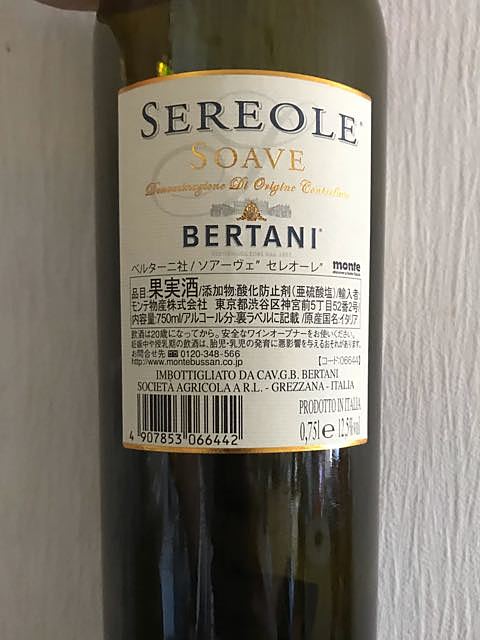 SEREOLE®
SOAVE
Denominazione Di Origine Controllata
BERTANI®
ベルターニ社/ソアーヴェ"セレオーレ"
monte
品目 果実酒/添加物:酸化防止剤(亜硫酸塩)/輸入者:
モンテ物産株式会社 東京都渋谷区神宮前5丁目52番2号/
内容量750ml/アルコール分:裏ラベルに記載/原産国名:イタリア
飲酒は20歳になってから。安全なワインオープナーをお使いください。
妊娠中や授乳期の飲酒は、胎児・乳児の発育に悪影響を与えるおそれがあります。
お問合せ先 0120-348-566
http://www.montebussan.co.jp
【コード:06644】
IMBOTTIGLIATO DA CAV.G.B. BERTANI
SOCIETÀ AGRICOLA A R.L. - GREZZANA - ITALIA
PRODOTTO IN ITALIA
0,75l e 12,5%vol
4 907853 066442